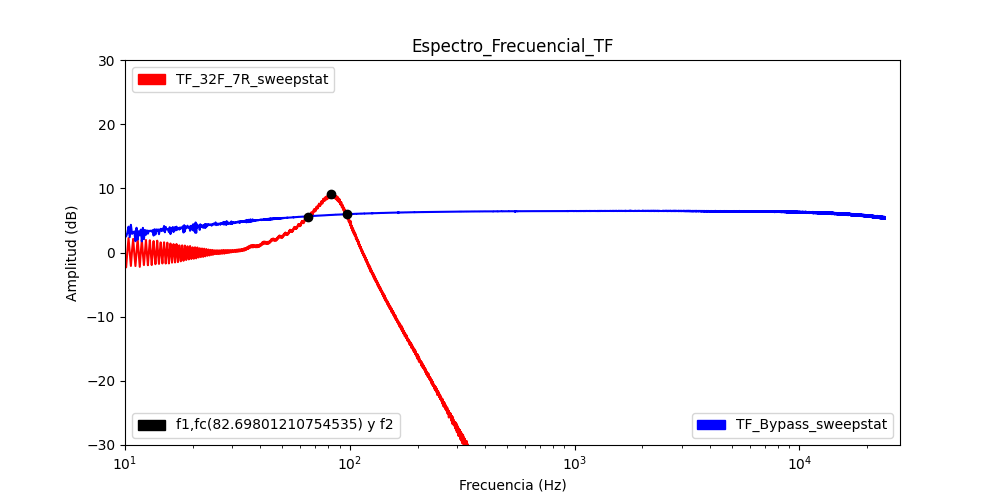 Espectro_Frecuencial_TF
TF_32F_7R_sweepstat
Amplitud (dB)
30
20
10
0
−10
−20
−30
f1,fc(82.69801210754535) y f2
TF_Bypass_sweepstat
10¹
10²
10³
10⁴
Frecuencia (Hz)